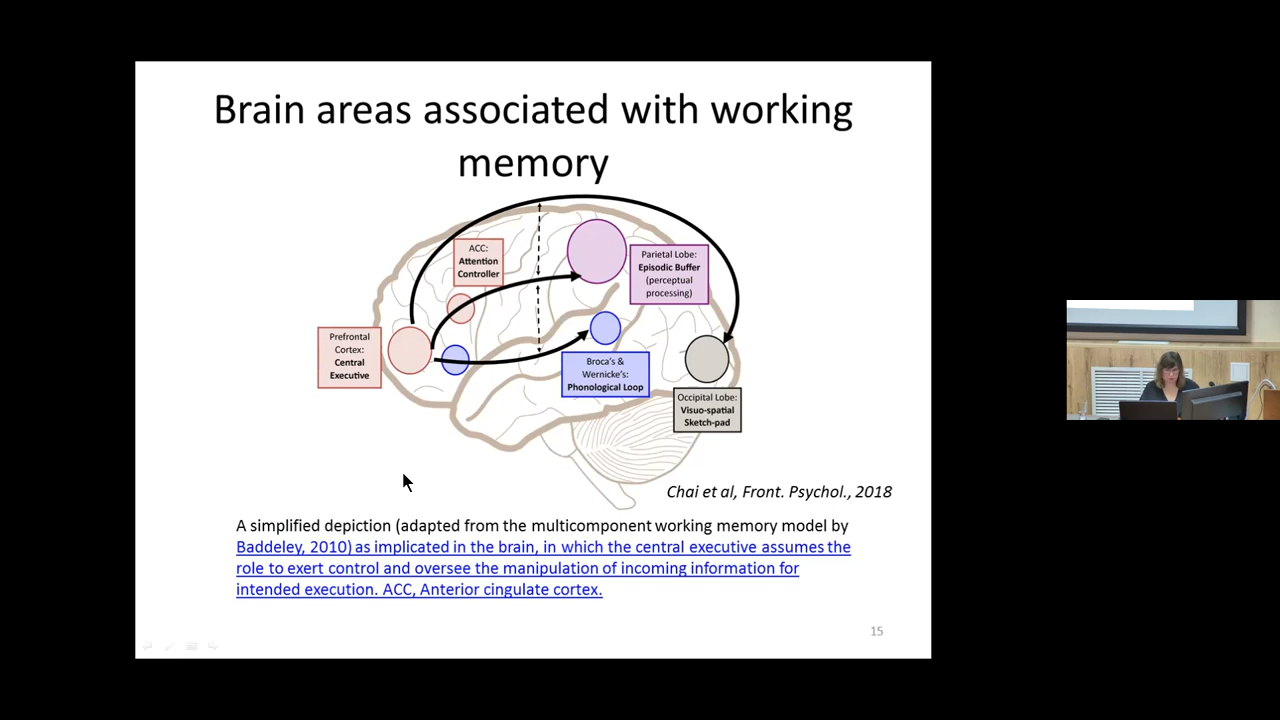 Brain areas associated with working
memory
ACC:
Attention
Controller
Parietal Lobe:
Episodic Buffer
(perceptual
processing)
Prefrontal
Cortex:
Central
Executive
Broca's &
Wernicke's:
Phonological Loop
Occipital Lobe:
Visuo-spatial
Sketch-pad
Chai et al, Front. Psychol., 2018
A simplified depiction (adapted from the multicomponent working memory model by
Baddeley, 2010) as implicated in the brain, in which the central executive assumes the
role to exert control and oversee the manipulation of incoming information for
intended execution. ACC, Anterior cingulate cortex.
15